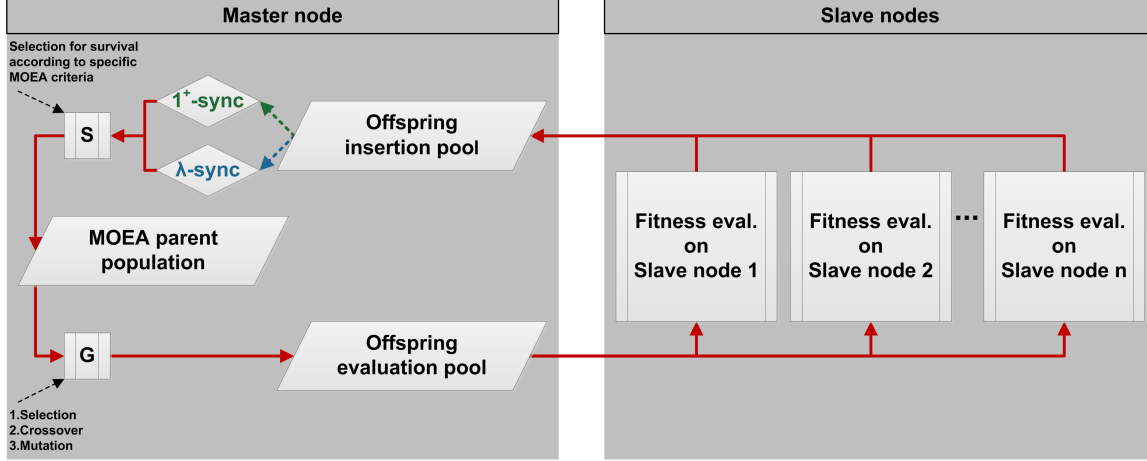 Master node
Slave nodes
Selection for survival
according to specific
MOEA criteria
1+-sync
Offspring
insertion pool
S
λ-sync
Fitness eval.
on
Slave node 1
Fitness eval.
on
Slave node 2
...
Fitness eval.
on
Slave node n
MOEA parent
population
G
Offspring
evaluation pool
1.Selection
2.Crossover
3.Mutation